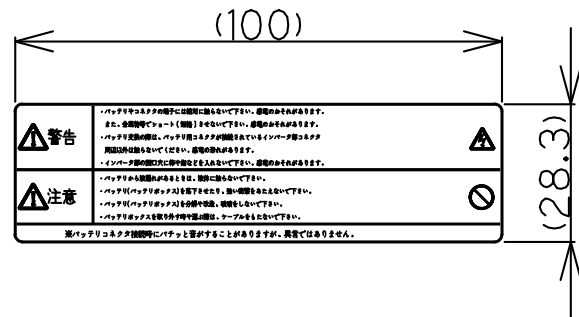 (100)
警告
・バッテリやコネクタの端子には絶対に触らないで下さい。感電のおそれがあります。
また、金属物等でショート(短絡)させないで下さい。感電のおそれがあります。
・バッテリ交換の際は、バッテリ用コネクタが接続されているインバータ部コネクタ
周辺以外は触らないでください。感電の恐れがあります。
・インバータ部の開口穴に棒や指などを入れないで下さい。感電のおそれがあります。
注意
・バッテリから液漏れがあるときは、液体に触らないで下さい。
・バッテリ(バッテリボックス)を落下させたり、強い衝撃をあたえないで下さい。
・バッテリ(バッテリボックス)を分解や改造、破壊をしないで下さい。
・バッテリボックスを取り外す時や運ぶ際は、ケーブルをもたないで下さい。
※バッテリコネクタ接続時にパチッと音がすることがありますが、異常ではありません。
(28.3)